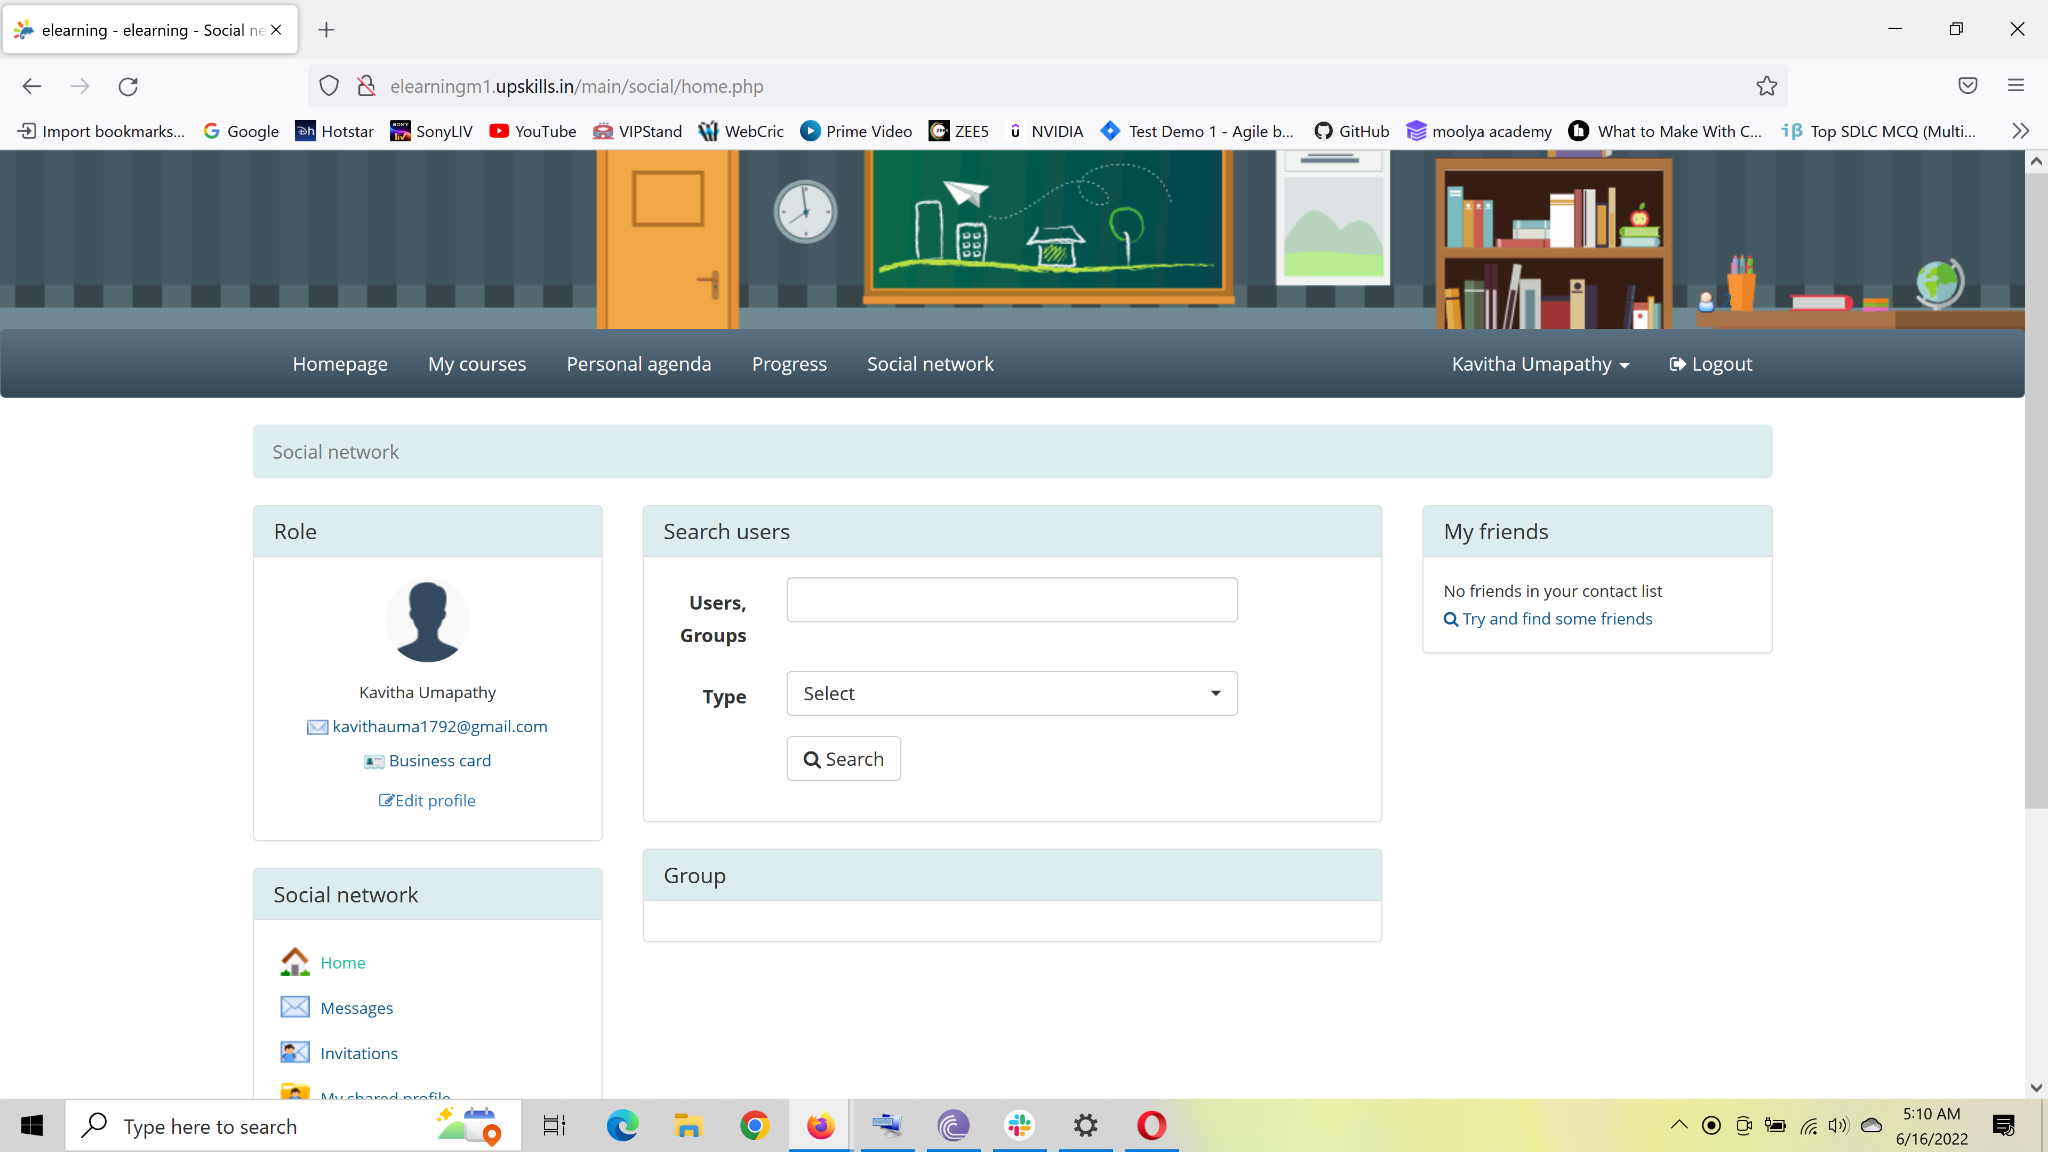 elearning - elearning - Social ne
elearningm1.upskills.in/main/social/home.php
Import bookmarks...
Google
Hotstar
SonyLIV
YouTube
VIPStand
WebCric
Prime Video
ZEE5
NVIDIA
Test Demo 1 - Agile b...
GitHub
moolya academy
What to Make With C...
Top SDLC MCQ (Multi...
2
Homepage
My courses
Personal agenda
Progress
Social network
Kavitha Umapathy
Logout
Social network
Role
Kavitha Umapathy
kavithauma1792@gmail.com
Business card
Edit profile
Social network
Home
Messages
Invitations
My shared profile
Search users
Users,
Groups
Type
Select
Search
Group
My friends
No friends in your contact list
Try and find some friends
Type here to search
5:10 AM
6/16/2022